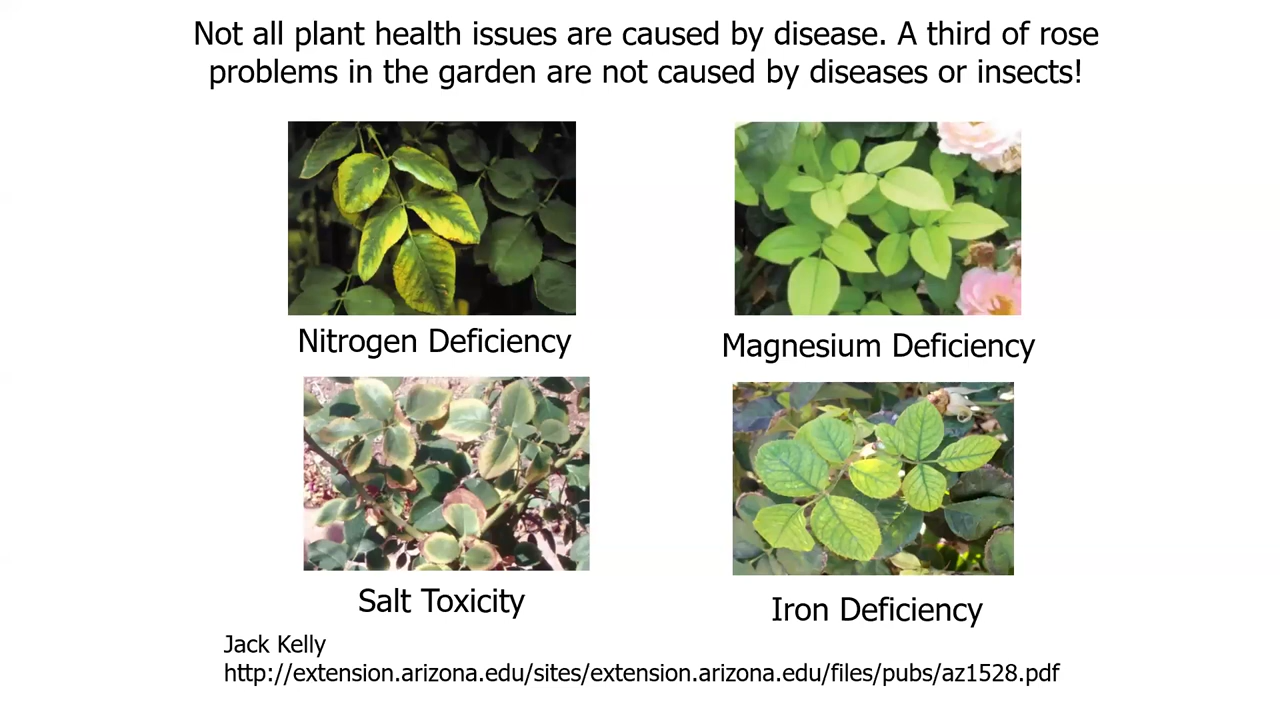 Not all plant health issues are caused by disease. A third of rose
problems in the garden are not caused by diseases or insects!
Nitrogen Deficiency
Magnesium Deficiency
Salt Toxicity
Iron Deficiency
Jack Kelly
http://extension.arizona.edu/sites/extension.arizona.edu/files/pubs/az1528.pdf